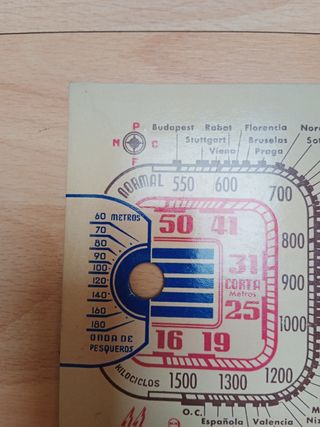 Budapest Rabat Florencia
Stuttgart Bruselas
Viena Praga
P
M C
F
NORMAL 550 600 700
60 METROS
70
80
90
100
120
140
160
180
ONDA DE
PESQUEROS
50 41
31
CORTA
Metros
25
16 19
800
900
1000
KILOCICLOS 1500 1300 1200
O.C.
Española Valencia
44